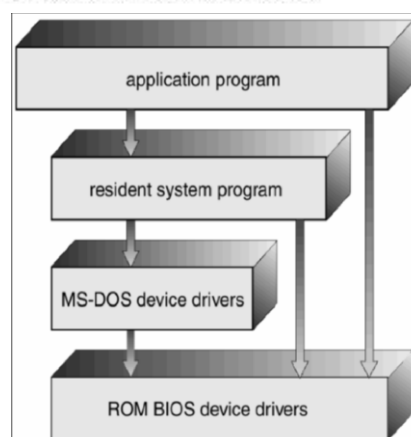 application program
resident system program
MS-DOS device drivers
ROM BIOS device drivers